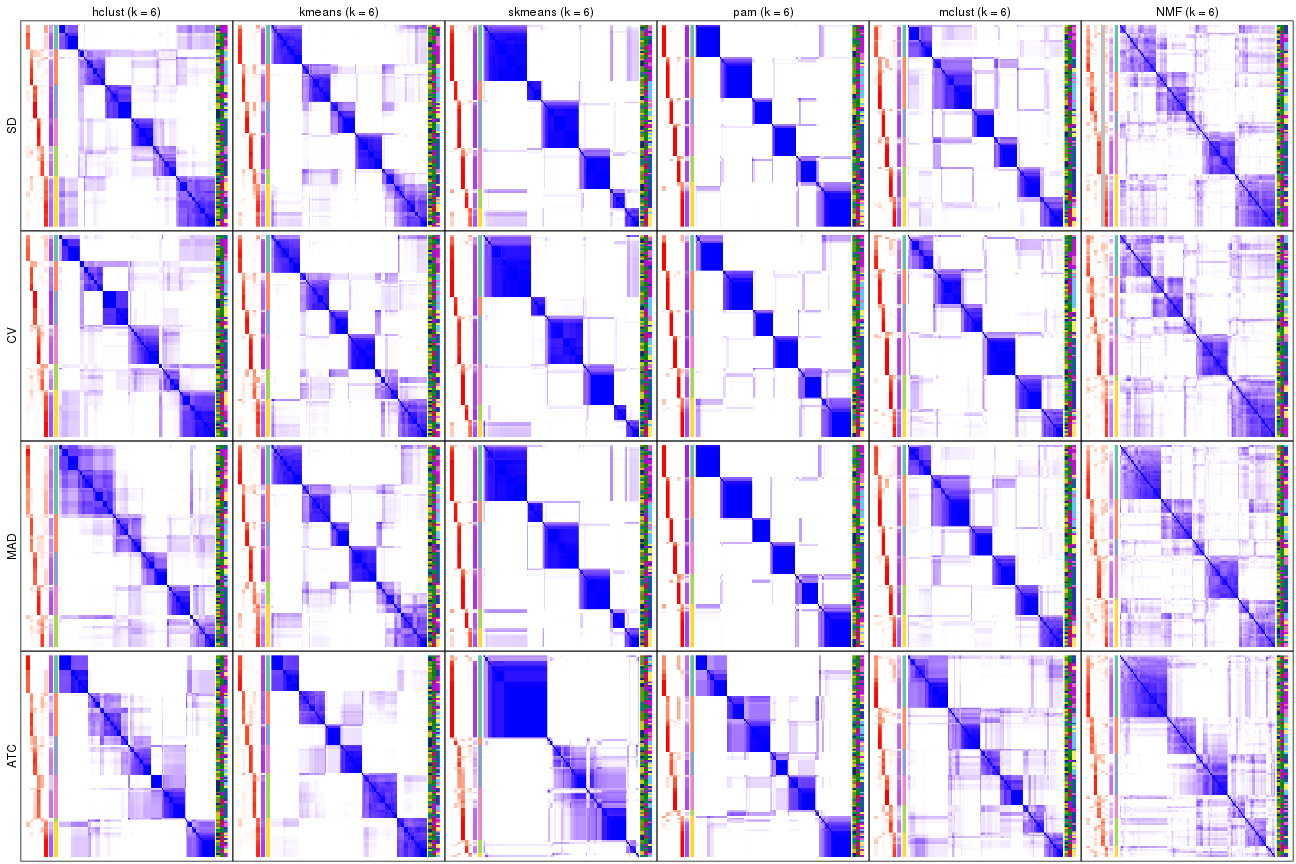 hclust (k = 6)
kmeans (k = 6)
skmeans (k = 6)
pam (k = 6)
mclust (k = 6)
NMF (k = 6)
SD
CV
MAD
ATC